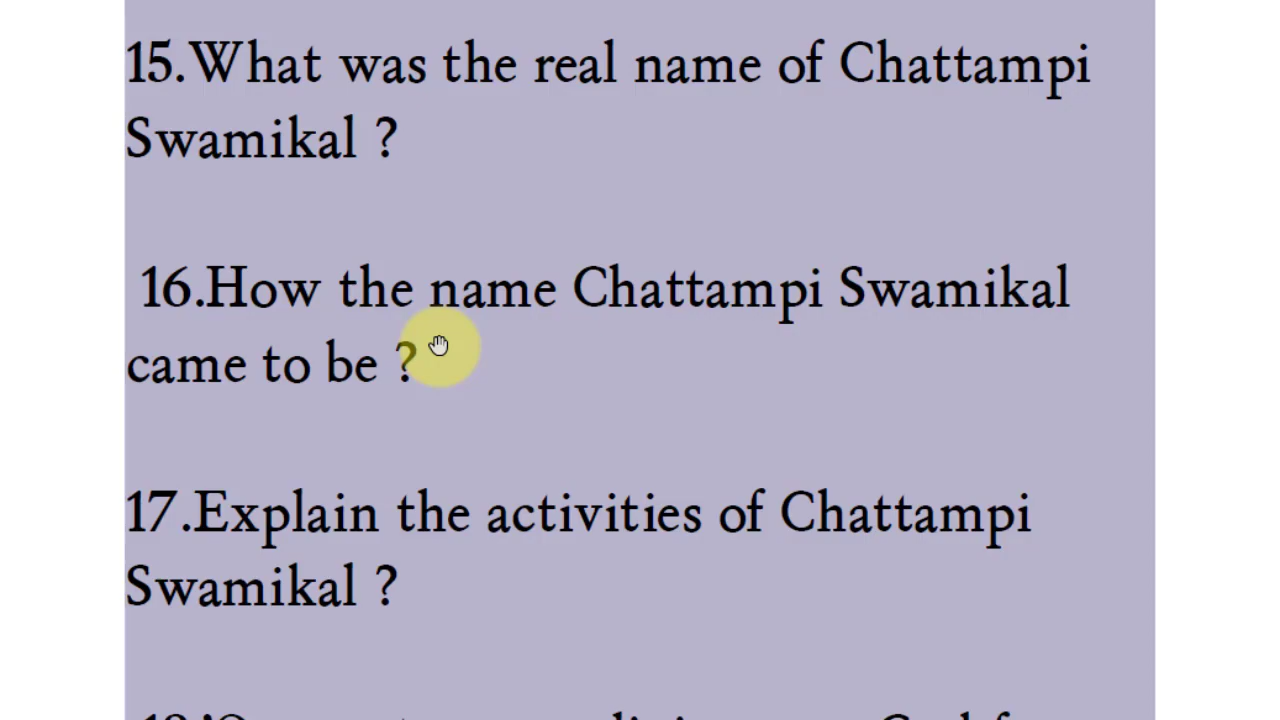 15.What was the real name of Chattampi
Swamikal ?
16.How the name Chattampi Swamikal
came to be ?
17.Explain the activities of Chattampi
Swamikal ?